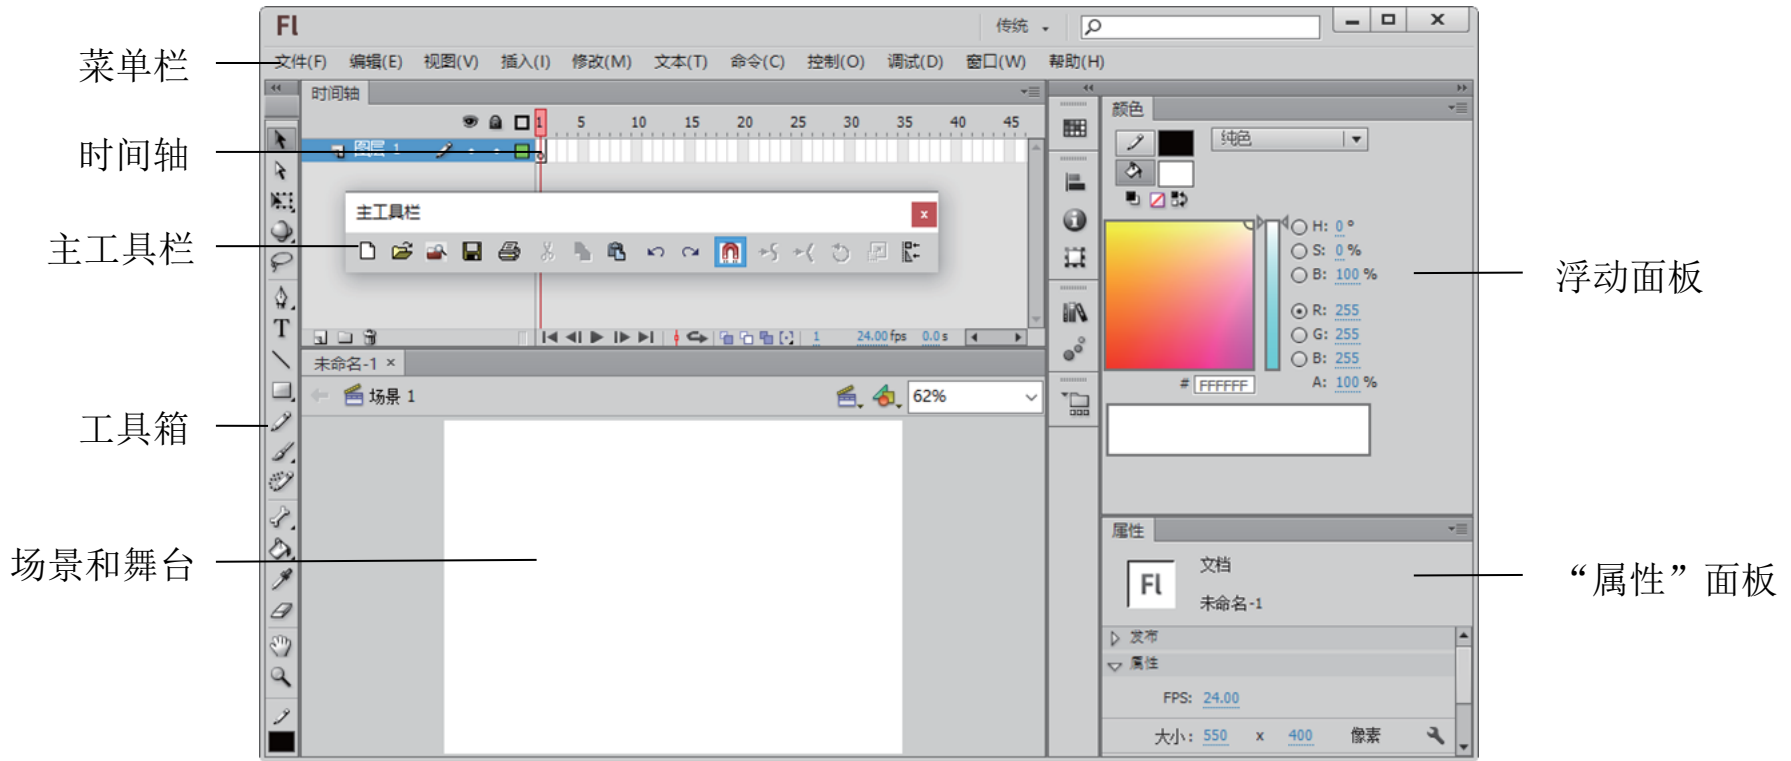 Fl
传统
菜单栏
文件(F) 编辑(E) 视图(V) 插入(I) 修改(M) 文本(T) 命令(C) 控制(O) 调试(D) 窗口(W) 帮助(H)
时间轴
1 5 10 15 20 25 30 35 40 45
时间轴
图层 1
主工具栏
主工具栏
1 24.00 fps 0.0 s
未命名-1 ×
场景 1
62%
工具箱
T
场景和舞台
颜色
纯色
H: 0 °
S: 0 %
B: 100 %
R: 255
G: 255
B: 255
# FFFFFF
A: 100 %
浮动面板
属性
Fl
文档
未命名-1
“属性”面板
发布
属性
FPS: 24.00
大小: 550 x 400 像素